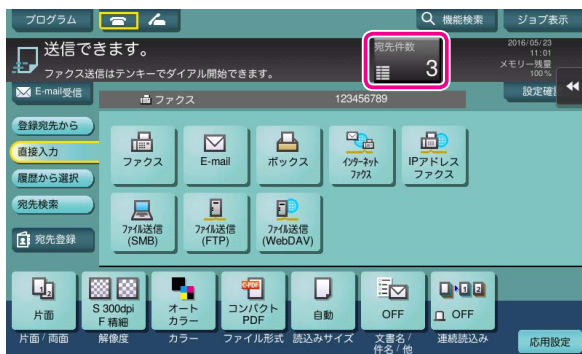 プログラム
機能検索
ジョブ表示
送信できます。
ファクス送信はテンキーでダイアル開始できます。
宛先件数
3
2016/05/23
11:01
メモリー残量
100%
E-mail受信
ファクス
123456789
設定確
登録宛先から
直接入力
履歴から選択
宛先検索
宛先登録
ファクス
E-mail
ボックス
インターネット
ファクス
IPアドレス
ファクス
ファイル送信
(SMB)
ファイル送信
(FTP)
ファイル送信
(WebDAV)
片面
S 300dpi
F 精細
オート
カラー
コンパクト
PDF
自動
OFF
OFF
片面/両面
解像度
カラー
ファイル形式
読込みサイズ
文書名/
件名/他
連続読込み
応用設定